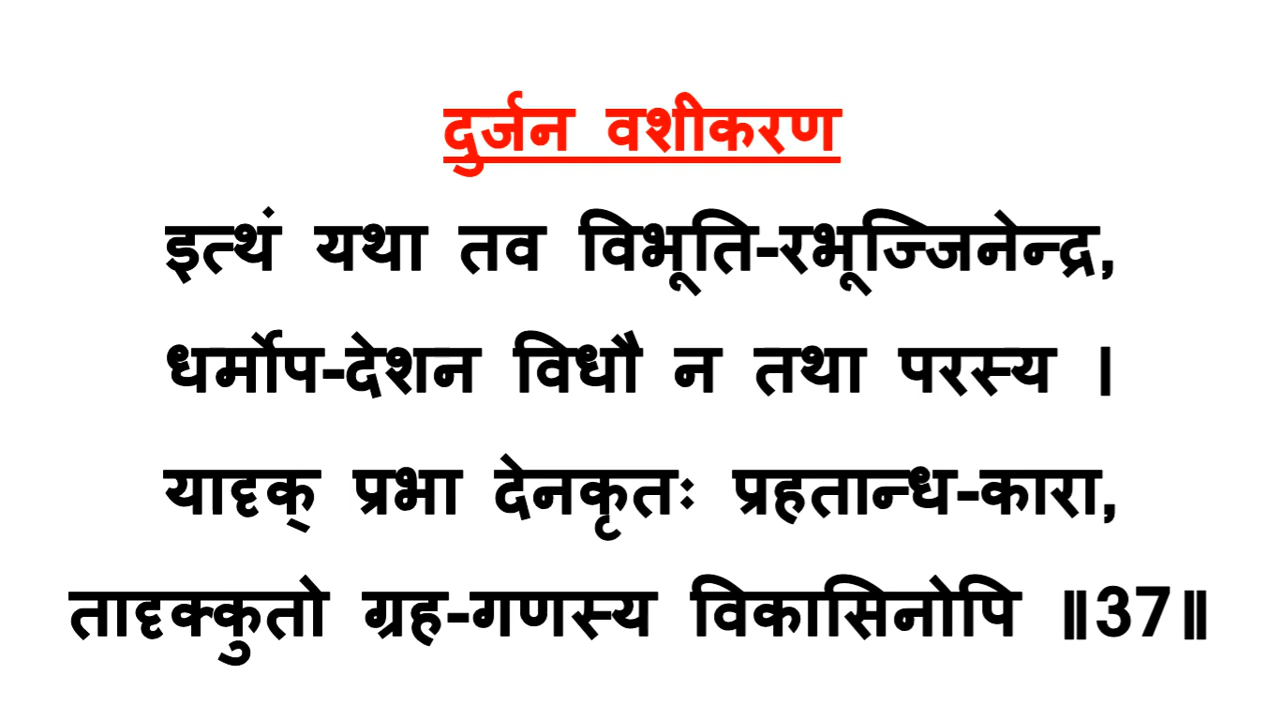 दुर्जन वशीकरण
इत्थं यथा तव विभूति-रभूज्जिनेन्द्र,
धर्मोप-देशन विधौ न तथा परस्य ।
यादृक् प्रभा देनकृतः प्रहतान्ध-कारा,
तादृक्कुतो ग्रह-गणस्य विकासिनोपि ॥37॥